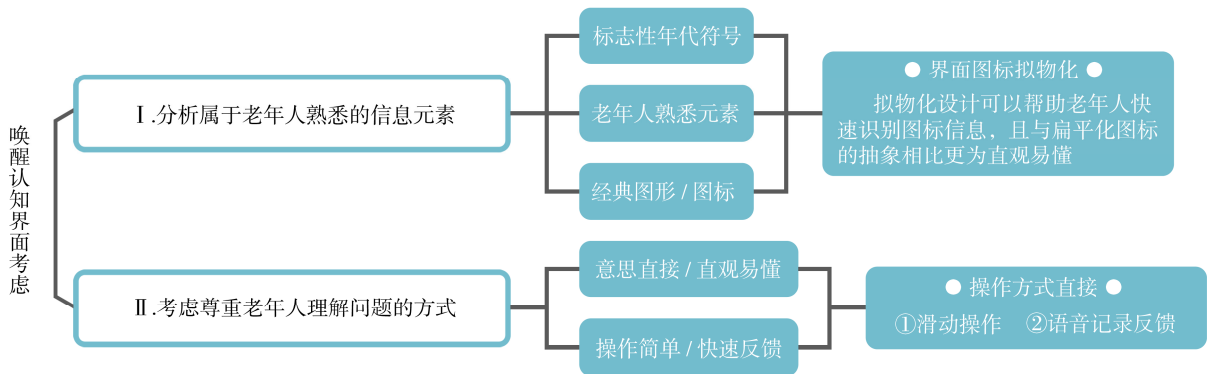 唤醒认知界面考虑
Ⅰ.分析属于老年人熟悉的信息元素
标志性年代符号
老年人熟悉元素
经典图形 / 图标
● 界面图标拟物化 ●
拟物化设计可以帮助老年人快
速识别图标信息，且与扁平化图标
的抽象相比更为直观易懂
Ⅱ.考虑尊重老年人理解问题的方式
意思直接 / 直观易懂
操作简单 / 快速反馈
● 操作方式直接 ●
①滑动操作 ②语音记录反馈